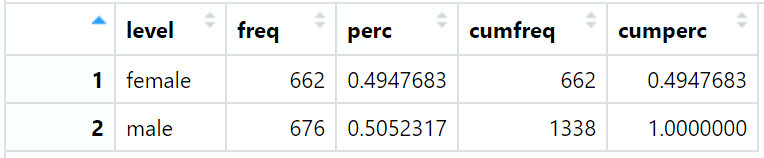 level freq perc cumfreq cumperc
1 female 662 0.4947683 662 0.4947683
2 male 676 0.5052317 1338 1.0000000